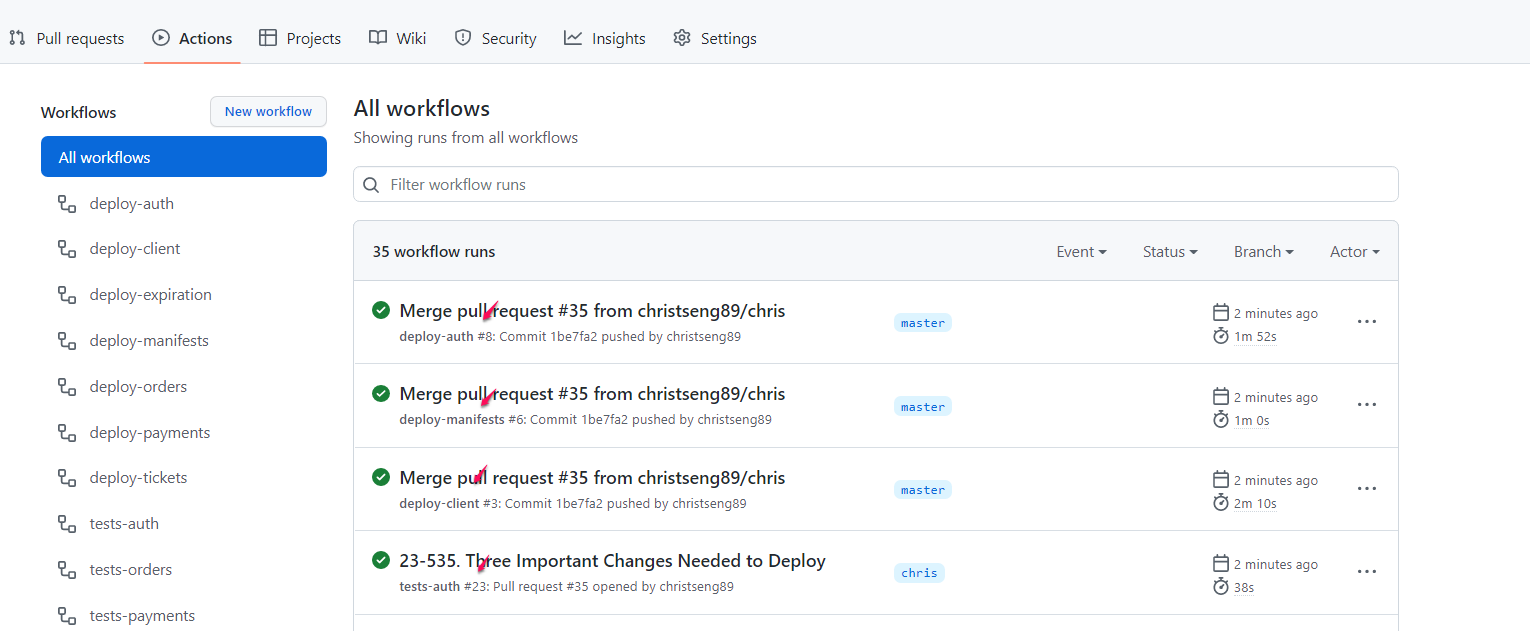 Pull requests Actions Projects Wiki Security Insights Settings
Workflows
New workflow
All workflows
deploy-auth
deploy-client
deploy-expiration
deploy-manifests
deploy-orders
deploy-payments
deploy-tickets
tests-auth
tests-orders
tests-payments
All workflows
Showing runs from all workflows
Filter workflow runs
35 workflow runs Event Status Branch Actor
Merge pull request #35 from christseng89/chris
deploy-auth #8: Commit 1be7fa2 pushed by christseng89
master
2 minutes ago
1m 52s
Merge pull request #35 from christseng89/chris
deploy-manifests #6: Commit 1be7fa2 pushed by christseng89
master
2 minutes ago
1m 0s
Merge pull request #35 from christseng89/chris
deploy-client #3: Commit 1be7fa2 pushed by christseng89
master
2 minutes ago
2m 10s
23-535. Three Important Changes Needed to Deploy
tests-auth #23: Pull request #35 opened by christseng89
chris
2 minutes ago
38s